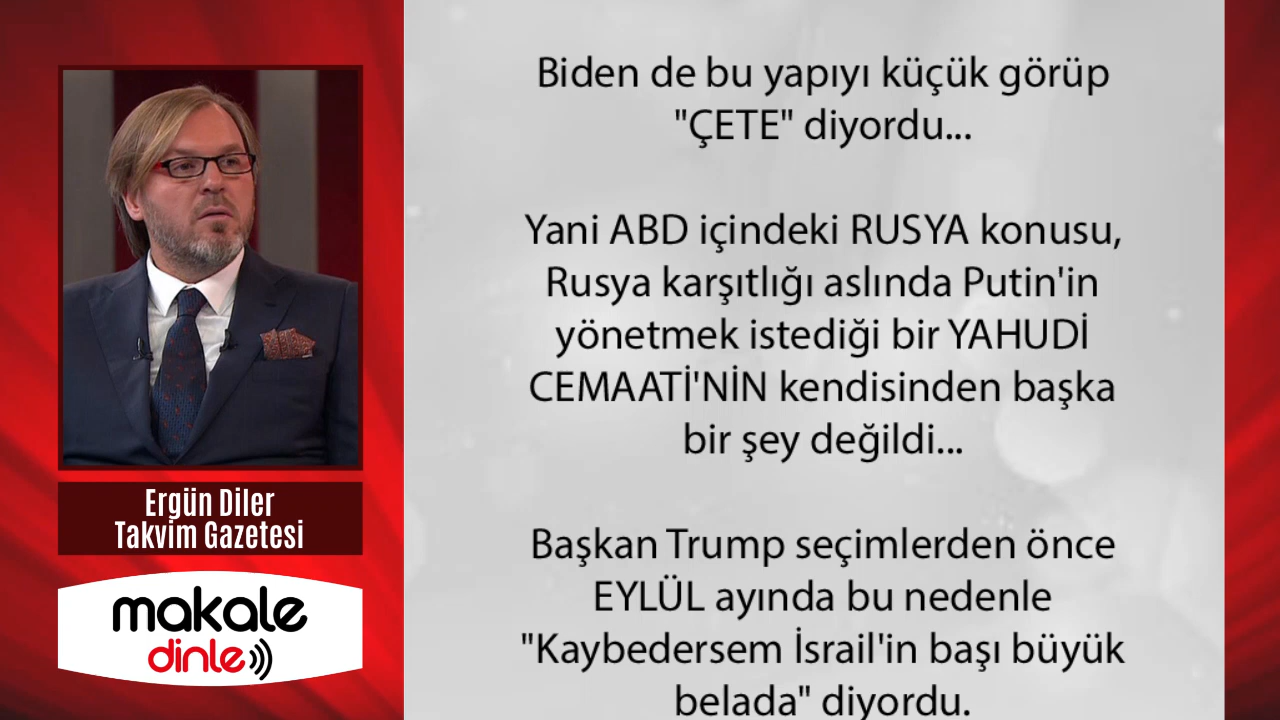 Biden de bu yapıyı küçük görüp
"ÇETE" diyordu...
Yani ABD içindeki RUSYA konusu,
Rusya karşıtlığı aslında Putin'in
yönetmek istediği bir YAHUDİ
CEMAATİ'NİN kendisinden başka
bir şey değildi...
Başkan Trump seçimlerden önce
EYLÜL ayında bu nedenle
"Kaybedersem İsrail'in başı büyük
belada" diyordu.
Ergün Diler
Takvim Gazetesi
makale
dinle